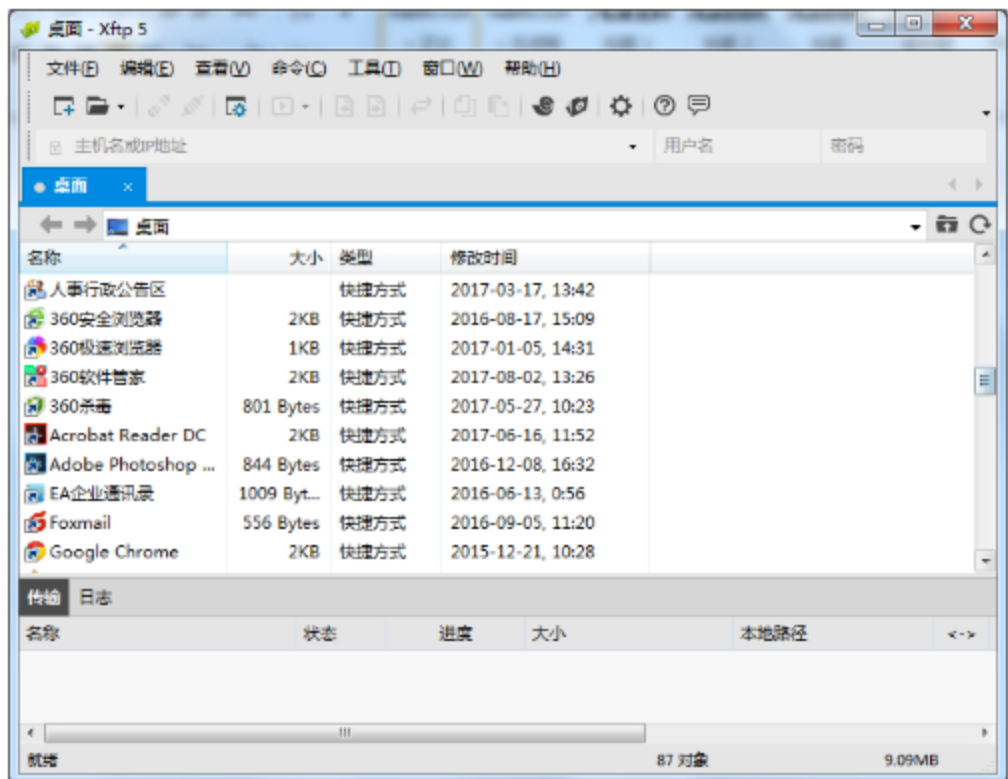 桌面 - Xftp 5
文件(F) 编辑(E) 查看(V) 命令(C) 工具(T) 窗口(W) 帮助(H)
主机名或IP地址 用户名 密码
桌面
桌面
名称 大小 类型 修改时间
人事行政公告区 快捷方式 2017-03-17, 13:42
360安全浏览器 2KB 快捷方式 2016-08-17, 15:09
360极速浏览器 1KB 快捷方式 2017-01-05, 14:31
360软件管家 2KB 快捷方式 2017-08-02, 13:26
360杀毒 801 Bytes 快捷方式 2017-05-27, 10:23
Acrobat Reader DC 2KB 快捷方式 2017-06-16, 11:52
Adobe Photoshop ... 844 Bytes 快捷方式 2016-12-08, 16:32
EA企业通讯录 1009 Byt... 快捷方式 2016-06-13, 0:56
Foxmail 556 Bytes 快捷方式 2016-09-05, 11:20
Google Chrome 2KB 快捷方式 2015-12-21, 10:28
传输 日志
名称 状态 进度 大小 本地路径 <->
就绪 87 对象 9.09MB